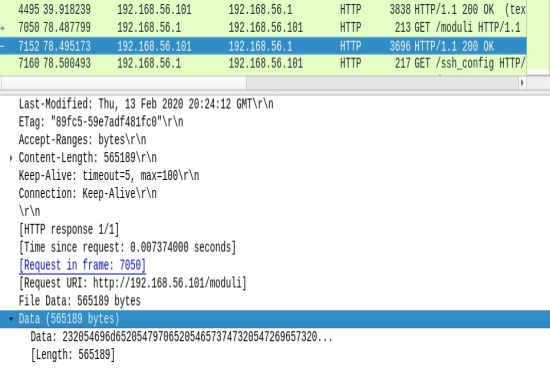 4495 39.918239 192.168.56.101 192.168.56.1 HTTP 3838 HTTP/1.1 200 OK (tex
7050 78.487799 192.168.56.1 192.168.56.101 HTTP 213 GET /moduli HTTP/1.1
7152 78.495173 192.168.56.101 192.168.56.1 HTTP 3696 HTTP/1.1 200 OK
7160 78.500493 192.168.56.1 192.168.56.101 HTTP 217 GET /ssh_config HTTP/
Last-Modified: Thu, 13 Feb 2020 20:24:12 GMT\r\n
ETag: "89fc5-59e7adf481fc0"\r\n
Accept-Ranges: bytes\r\n
Content-Length: 565189\r\n
Keep-Alive: timeout=5, max=100\r\n
Connection: Keep-Alive\r\n
\r\n
[HTTP response 1/1]
[Time since request: 0.007374000 seconds]
[Request in frame: 7050]
[Request URI: http://192.168.56.101/moduli]
File Data: 565189 bytes
Data (565189 bytes)
Data: 232054696d652054797065205465737473205472696573​20...
[Length: 565189]